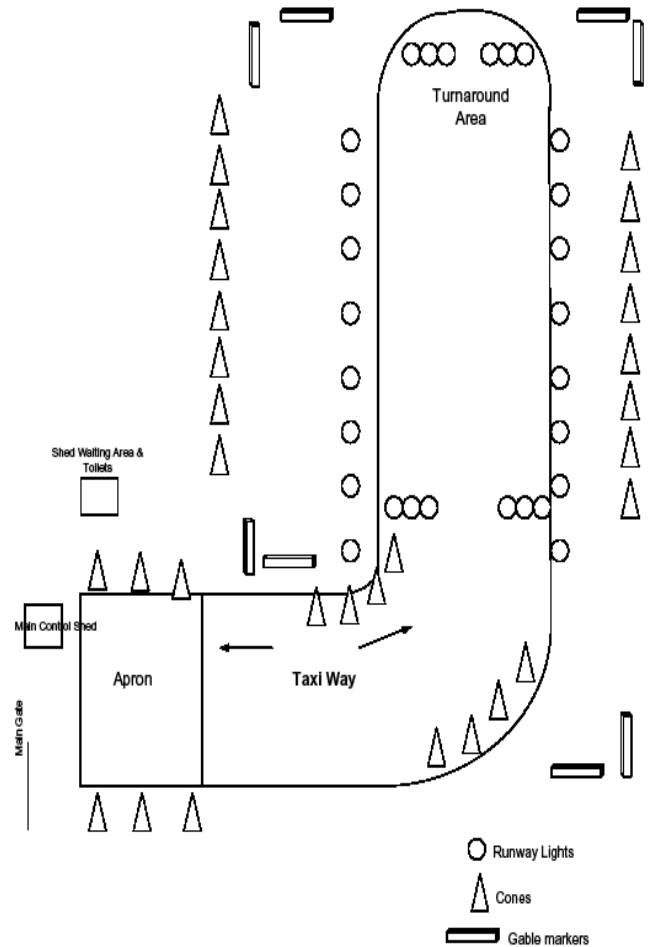 Turnaround
Area
Shed Waiting Area &
Toilets
Main Control Shed
Apron
Taxi Way
Main Gate
Runway Lights
Cones
Gable markers